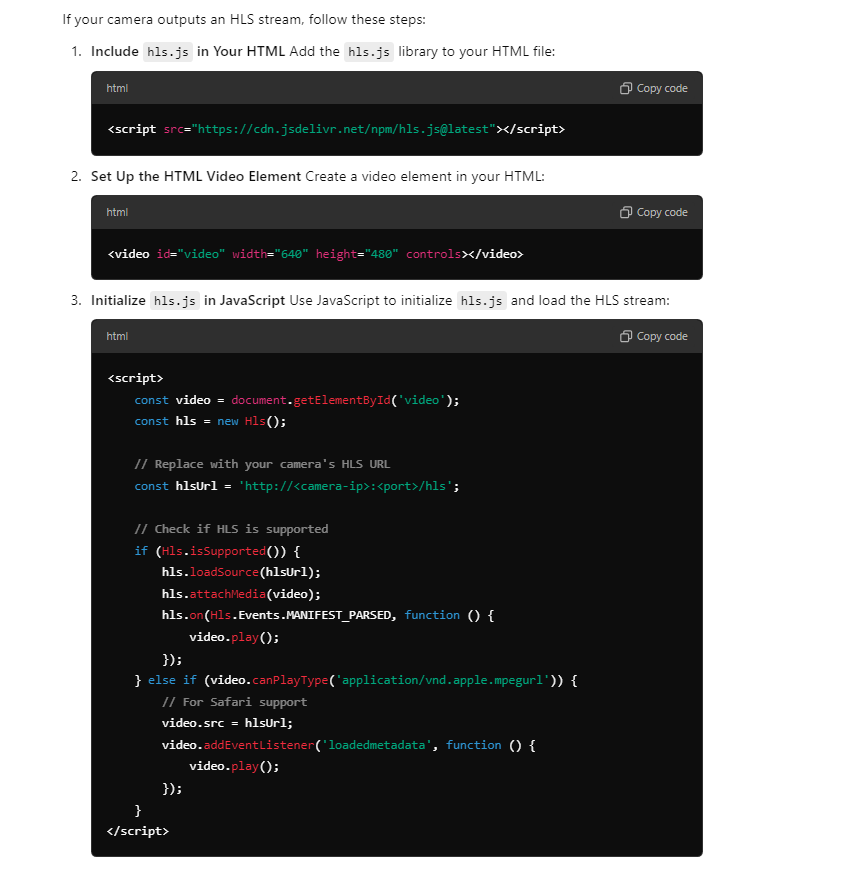 If your camera outputs an HLS stream, follow these steps:
1. Include hls.js in Your HTML Add the hls.js library to your HTML file:
html Copy code
<script src="https://cdn.jsdelivr.net/npm/hls.js@latest"></script>
2. Set Up the HTML Video Element Create a video element in your HTML:
html Copy code
<video id="video" width="640" height="480" controls></video>
3. Initialize hls.js in JavaScript Use JavaScript to initialize hls.js and load the HLS stream:
html Copy code
<script>
    const video = document.getElementById('video');
    const hls = new Hls();
    // Replace with your camera's HLS URL
    const hlsUrl = 'http://<camera-ip>:<port>/hls';
    // Check if HLS is supported
    if (Hls.isSupported()) {
        hls.loadSource(hlsUrl);
        hls.attachMedia(video);
        hls.on(Hls.Events.MANIFEST_PARSED, function () {
            video.play();
        });
    } else if (video.canPlayType('application/vnd.apple.mpegurl')) {
        // For Safari support
        video.src = hlsUrl;
        video.addEventListener('loadedmetadata', function () {
            video.play();
        });
    }
</script>